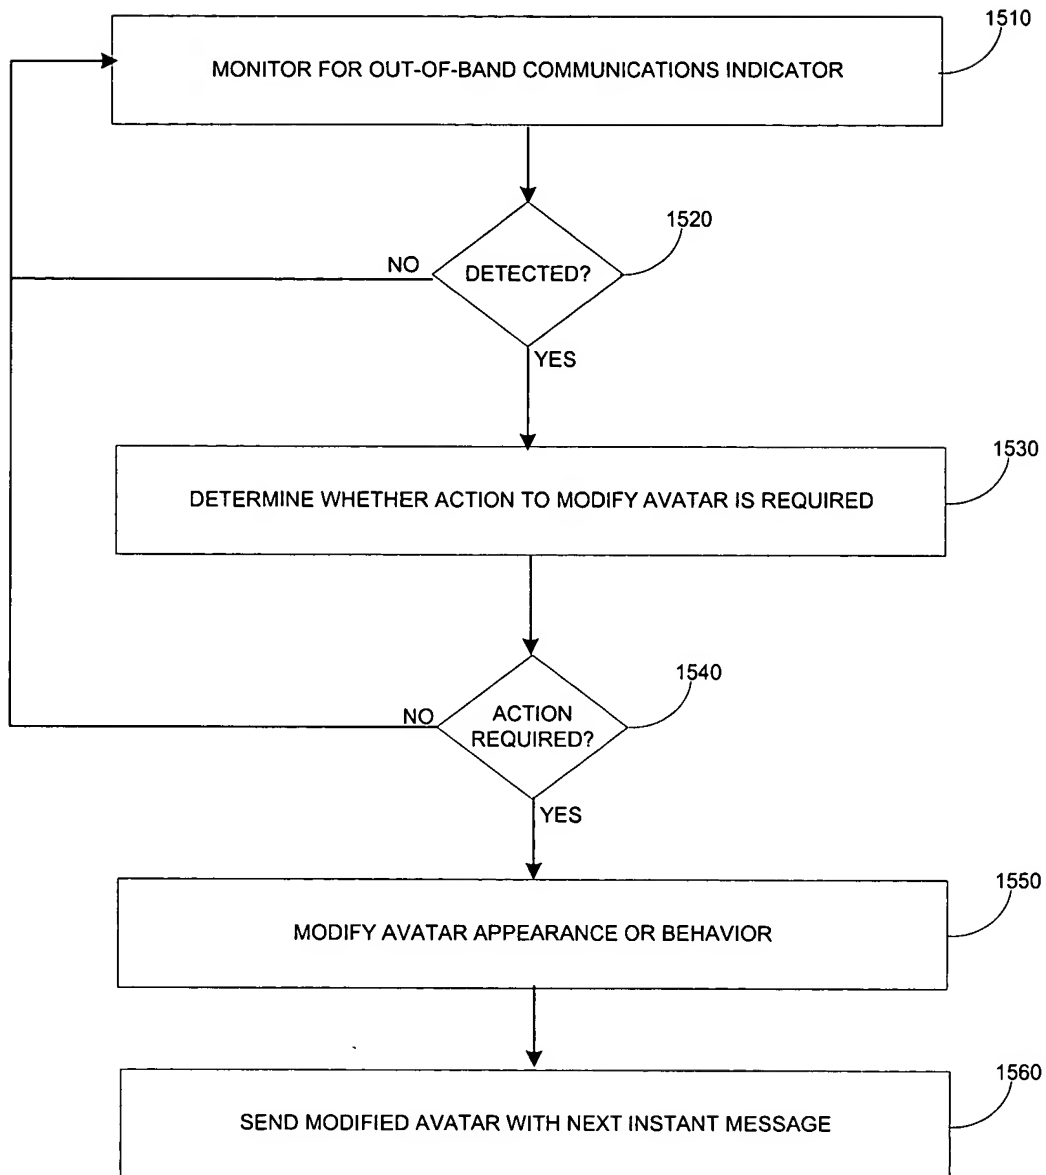 1510
MONITOR FOR OUT-OF-BAND COMMUNICATIONS INDICATOR
1520
NO
DETECTED?
YES
1530
DETERMINE WHETHER ACTION TO MODIFY AVATAR IS REQUIRED
1540
NO
ACTION
REQUIRED?
YES
1550
MODIFY AVATAR APPEARANCE OR BEHAVIOR
1560
SEND MODIFIED AVATAR WITH NEXT INSTANT MESSAGE